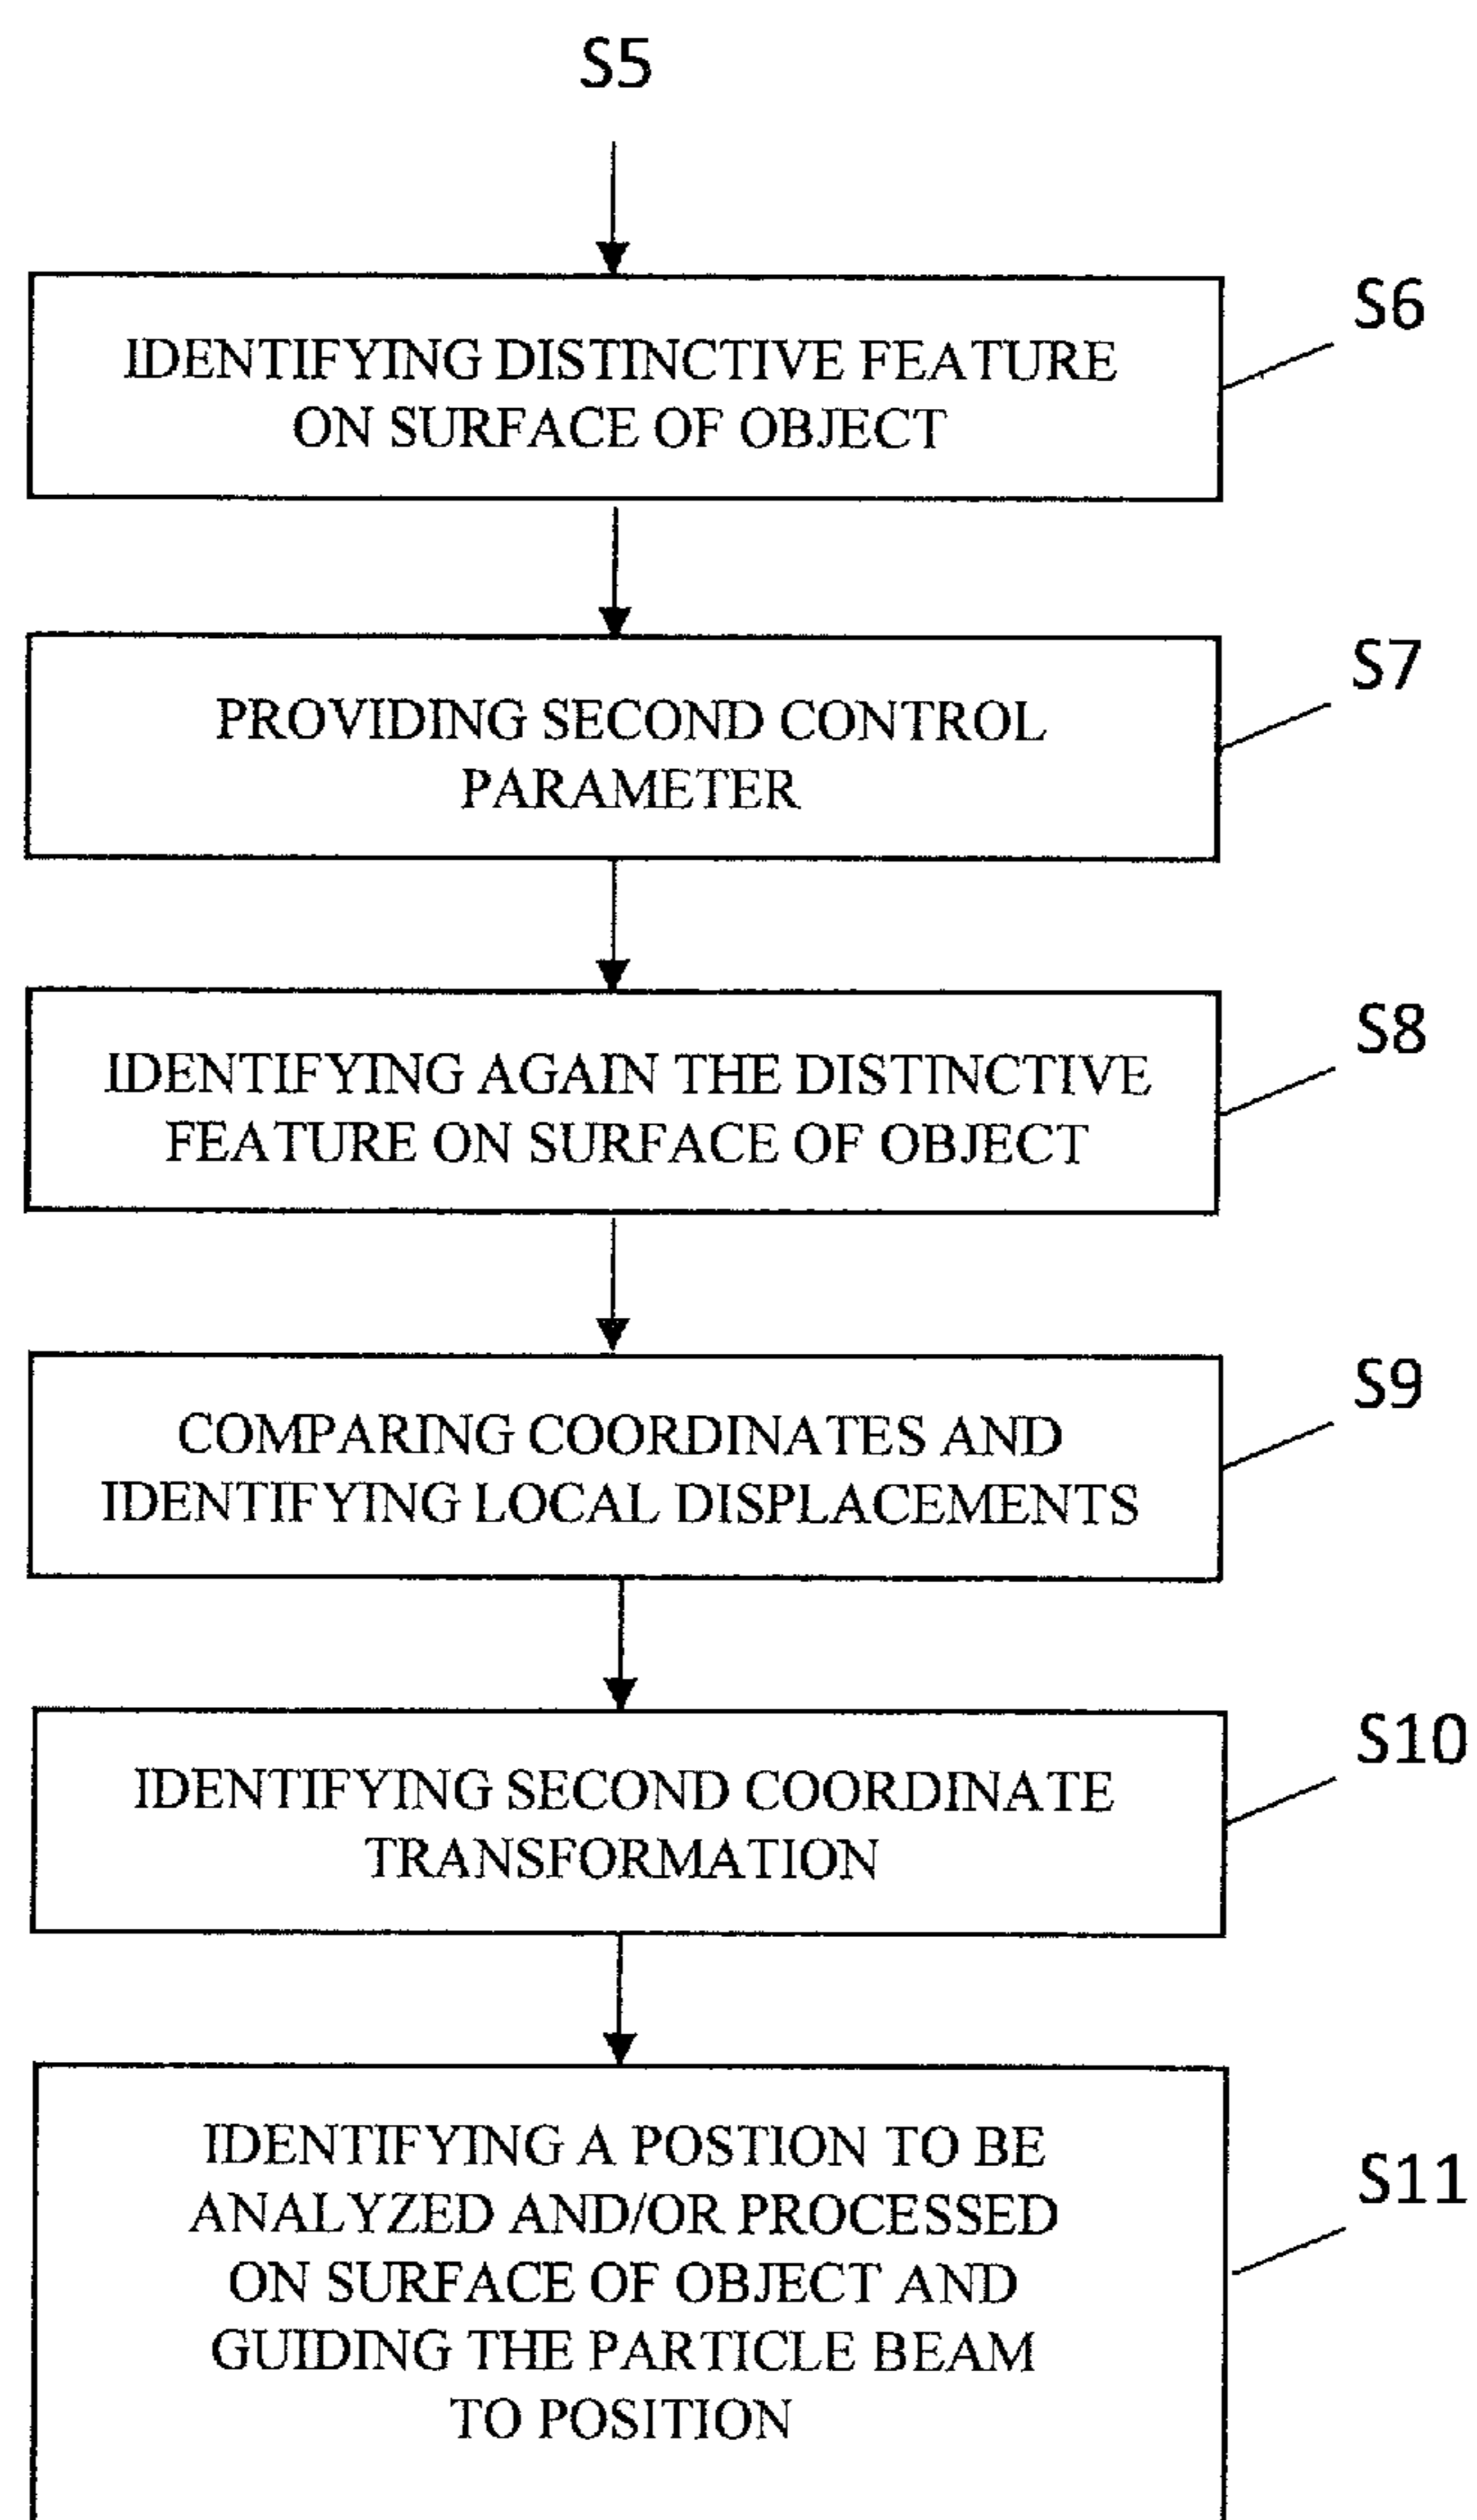 S5
S6
IDENTIFYING DISTINCTIVE FEATURE
ON SURFACE OF OBJECT
S7
PROVIDING SECOND CONTROL
PARAMETER
S8
IDENTIFYING AGAIN THE DISTINCTIVE
FEATURE ON SURFACE OF OBJECT
S9
COMPARING COORDINATES AND
IDENTIFYING LOCAL DISPLACEMENTS
S10
IDENTIFYING SECOND COORDINATE
TRANSFORMATION
S11
IDENTIFYING A POSTION TO BE
ANALYZED AND/OR PROCESSED
ON SURFACE OF OBJECT AND
GUIDING THE PARTICLE BEAM
TO POSITION